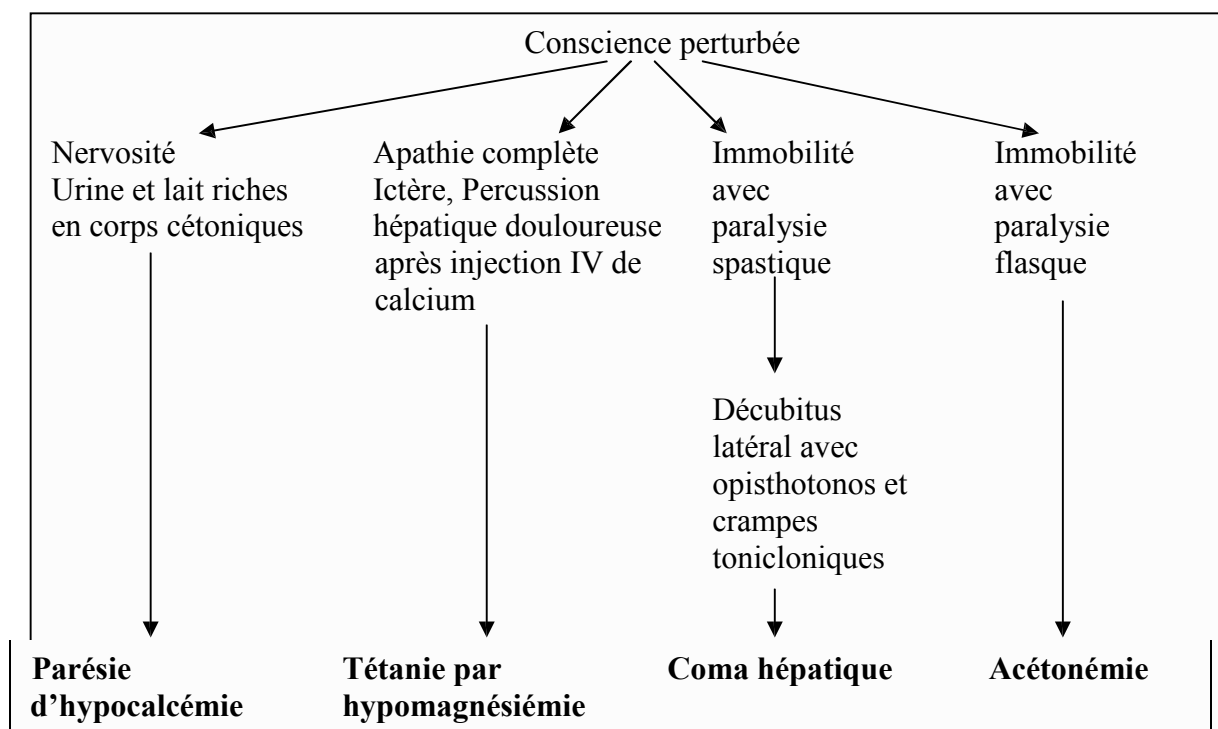 Conscience perturbée
Nervosité
Urine et lait riches
en corps cétoniques
Apathie complète
Ictère, Percussion
hépatique douloureuse
après injection IV de
calcium
Immobilité
avec
paralysie
spastique
Immobilité
avec
paralysie
flasque
Décubitus
latéral avec
opisthotonos et
crampes
tonicloniques
Parésie
d’hypocalcémie
Tétanie par
hypomagnésiémie
Coma hépatique
Acétonémie